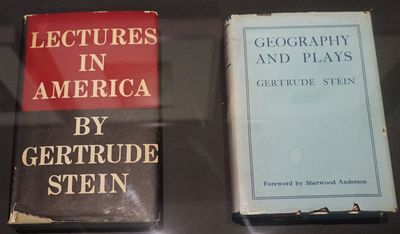 LECTURES
IN
AMERICA
BY
GERTRUDE
STEIN
GEOGRAPHY
AND PLAYS
GERTRUDE STEIN
Foreword by Sherwood Anderson